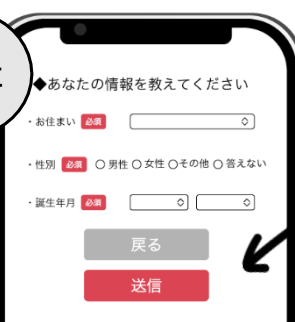 ◆あなたの情報を教えてください
・お住まい 必須
・性別 必須 ○男性 ○女性 ○その他 ○答えない
・誕生年月 必須
戻る
送信